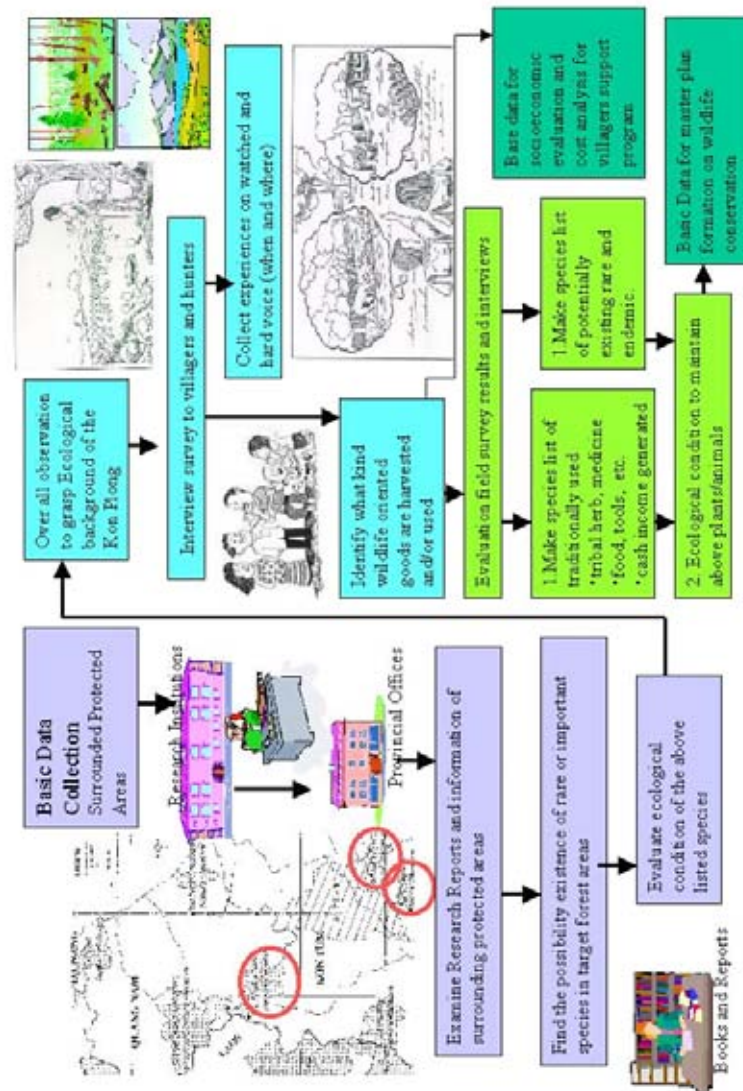 Basic Data
Collection
Surrounded Protected
Areas
Research Institutions
Provincial Offices
QUANG NAM
LAOS
KON TUM
Examine Research Reports and information of
surrounding protected areas
Find the possibility existence of rare or important
species in target forest areas
Evaluate ecological
condition of the above
listed species
Books and Reports
Over all observation
to grasp Ecological
background of the
Kon Plong
Interview survey to villagers and hunters
Collect experiences on watched and
hard voice (when and where)
Identify what kind
wildlife oriented
goods are harvested
and/or used
Evaluation field survey results and interviews
1.Make species list of
traditionally used
*tribal herb, medicine
*food, tools, etc.
*cash income generated
1.Make species list
of potentially
existing rare and
endemic.
2. Ecological condition to maintain
above plants/animals
Base data for
socioeconomic
evaluation and
cost analysis for
villagers support
program
Basic Data for master plan
formation on wildlife
conservation